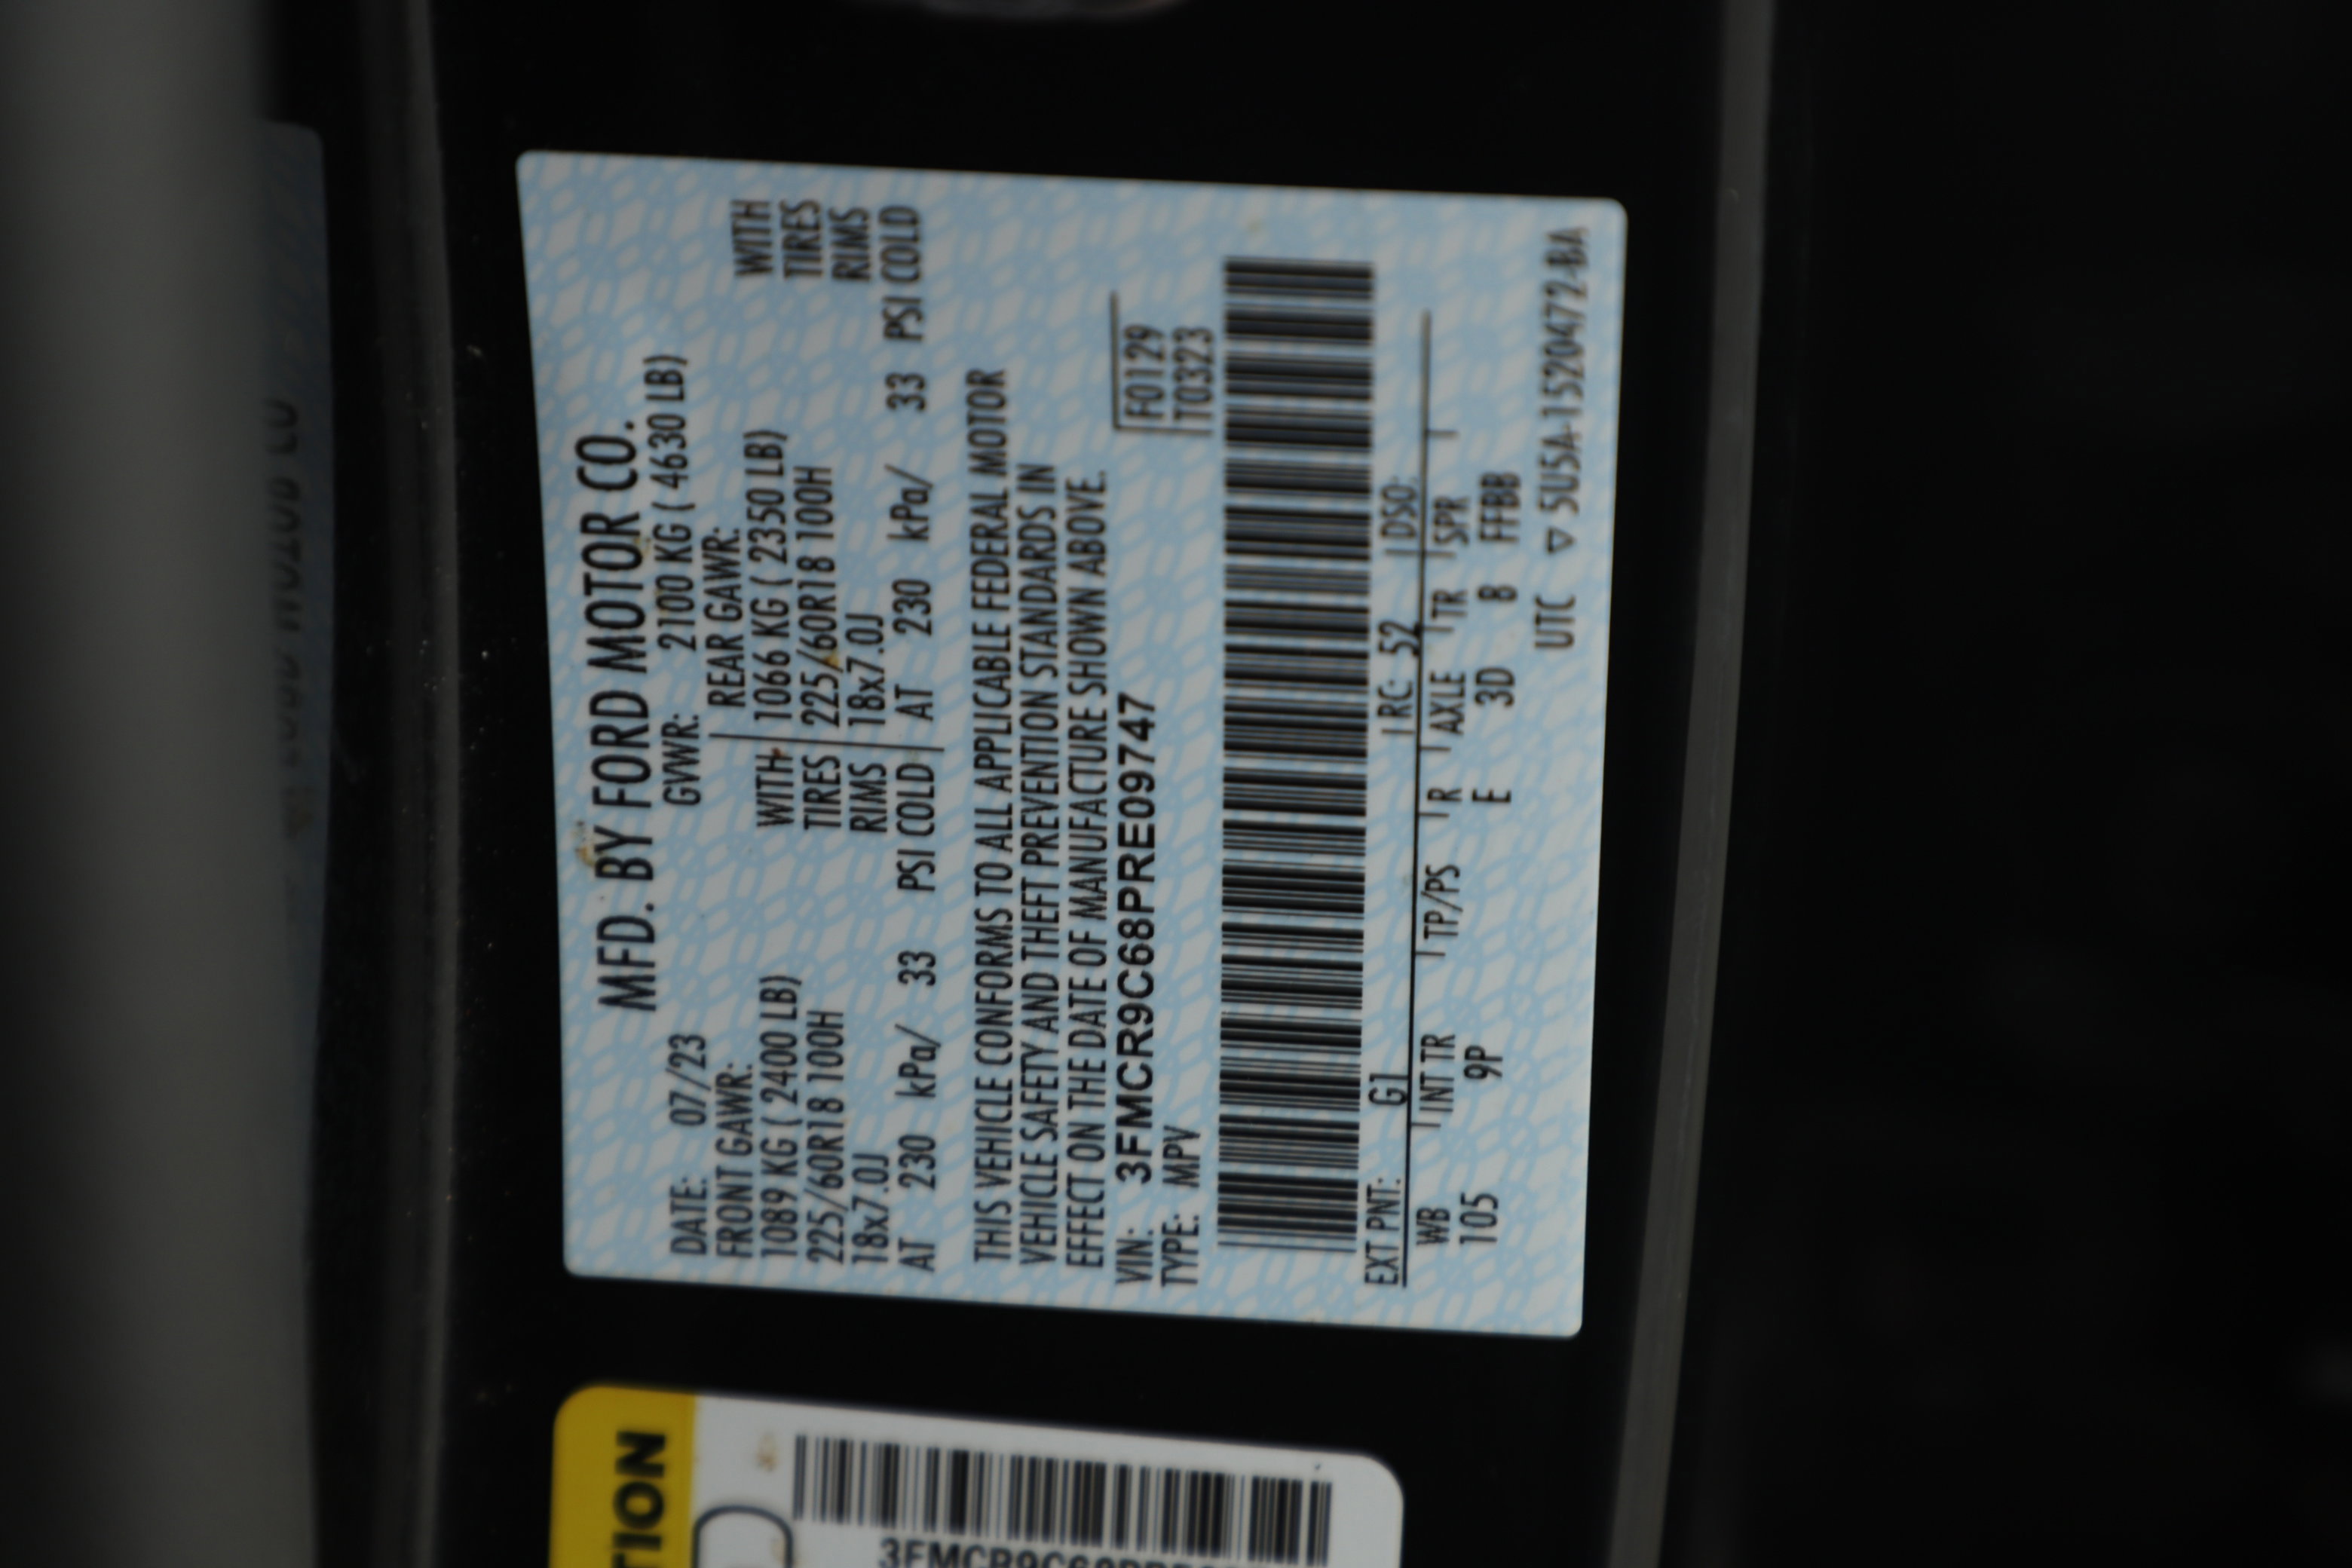 MFD. BY FORD MOTOR CO.
DATE: 07/23 GVWR: 2100 KG ( 4630 LB)
FRONT GAWR: REAR GAWR:
1089 KG ( 2400 LB) WITH 1066 KG ( 2350 LB) WITH
225/60R18 100H TIRES 225/60R18 100H TIRES
18x7.0J RIMS 18x7.0J RIMS
AT 230 kPa/ 33 PSI COLD AT 230 kPa/ 33 PSI COLD
THIS VEHICLE CONFORMS TO ALL APPLICABLE FEDERAL MOTOR
VEHICLE SAFETY AND THEFT PREVENTION STANDARDS IN
EFFECT ON THE DATE OF MANUFACTURE SHOWN ABOVE.
VIN: 3FMCR9C68PRE09747 F0129
TYPE: MPV T0323
EXT PNT: G1 RC: 52 DSO:
WB INT TR TP/PS R AXLE TR SPR
105 9P E 3D B FFBB
UTC ▽ SU5A-1520472-BA